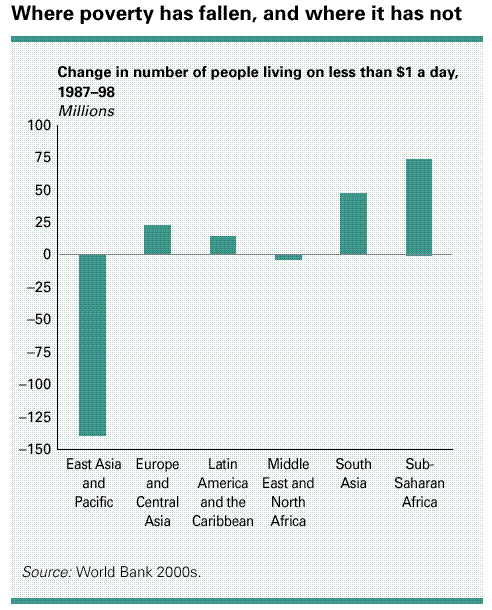 Where poverty has fallen, and where it has not
Change in number of people living on less than $1 a day,
1987–98
Millions
100
75
50
25
0
–25
–50
–75
–100
–125
–150
East Asia
and
Pacific
Europe
and
Central
Asia
Latin
America
and the
Caribbean
Middle
East and
North
Africa
South
Asia
Sub-
Saharan
Africa
Source: World Bank 2000s.